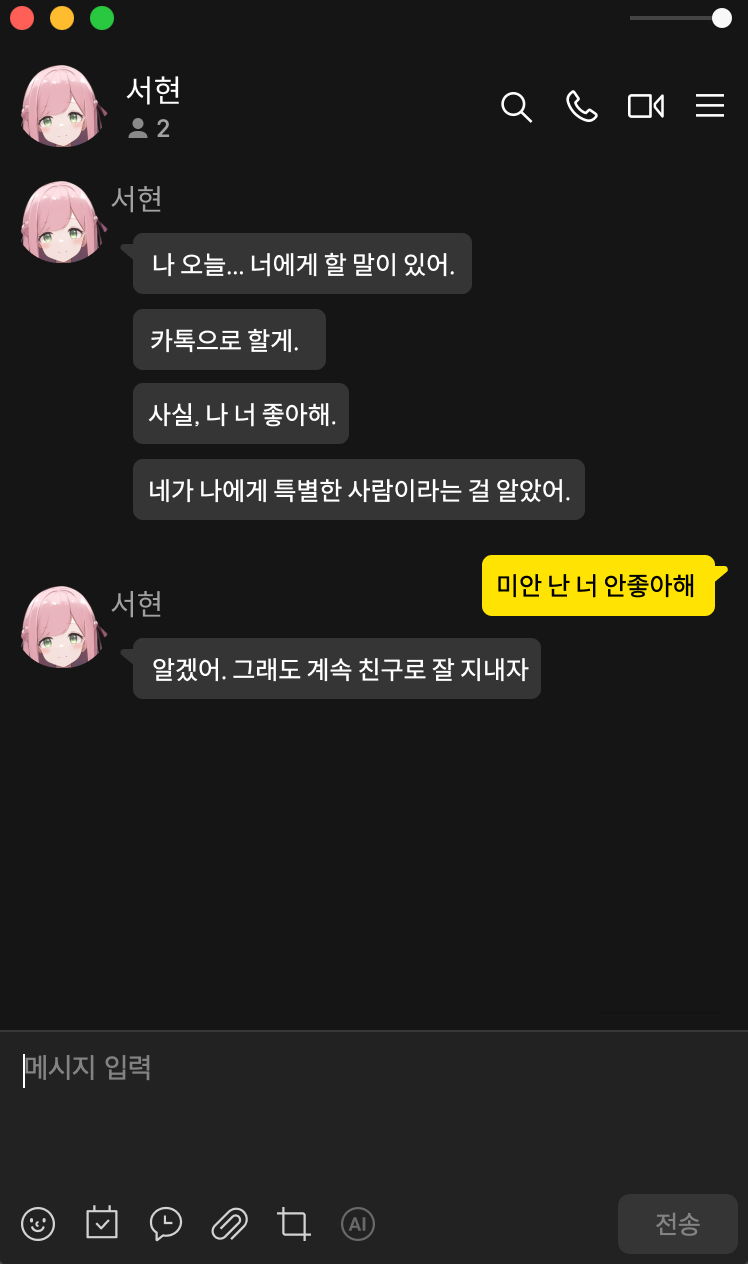 서현
2
서현
나 오늘... 너에게 할 말이 있어.
카톡으로 할게.
사실, 나 너 좋아해.
네가 나에게 특별한 사람이라는 걸 알았어.
미안 난 너 안좋아해
서현
알겠어. 그래도 계속 친구로 잘 지내자
메시지 입력
AI
전송